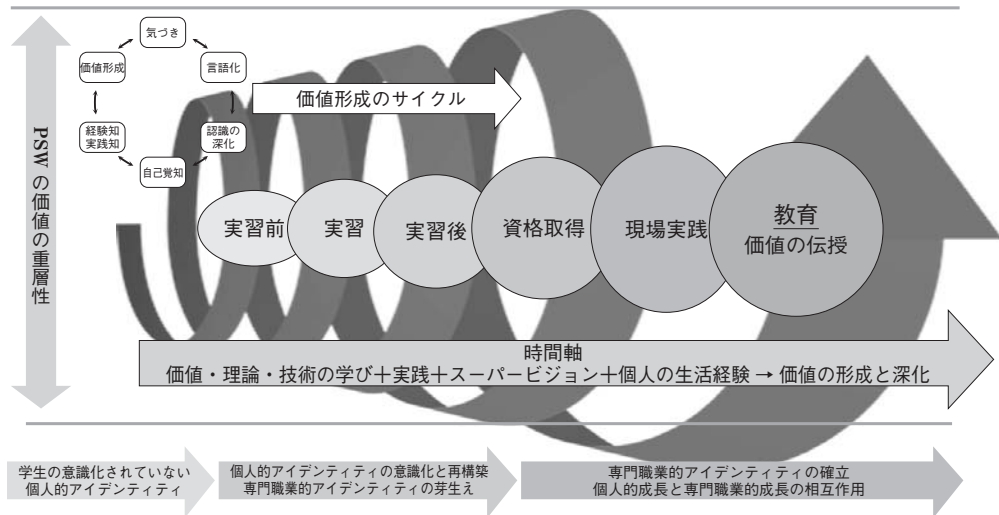 PSWの価値の重層性
気づき
価値形成
言語化
経験知
実践知
認識の
深化
自己覚知
価値形成のサイクル
実習前
実習
実習後
資格取得
現場実践
教育
価値の伝授
時間軸
価値・理論・技術の学び＋実践＋スーパービジョン＋個人の生活経験 → 価値の形成と深化
学生の意識化されていない
個人的アイデンティティ
個人的アイデンティティの意識化と再構築
専門職業的アイデンティティの芽生え
専門職業的アイデンティティの確立
個人的成長と専門職業的成長の相互作用